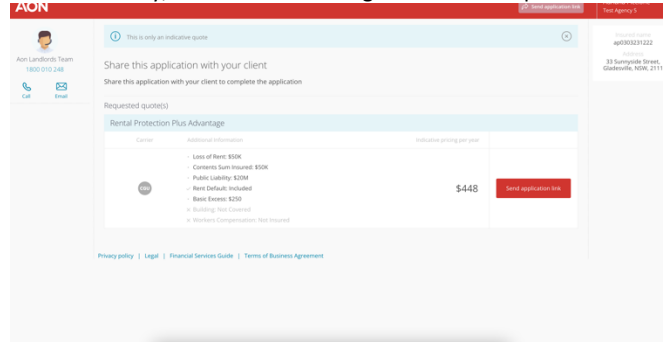 AON
Send application link
Test Agency 5
This is only an indicative quote
Insured name
ap0303231222
Address
33 Sunnyside Street,
Gladesville, NSW, 2111
Aon Landlords Team
1800 010 248
Call
Email
Share this application with your client
Share this application with your client to complete the application
Requested quote(s)
Rental Protection Plus Advantage
Carrier
Additional information
Indicative pricing per year
CGU
Loss of Rent: $50K
Contents Sum Insured: $50K
Public Liability: $20M
Rent Default: Included
Basic Excess: $250
Building: Not Covered
Workers Compensation: Not Insured
$448
Send application link
Privacy policy | Legal | Financial Services Guide | Terms of Business Agreement